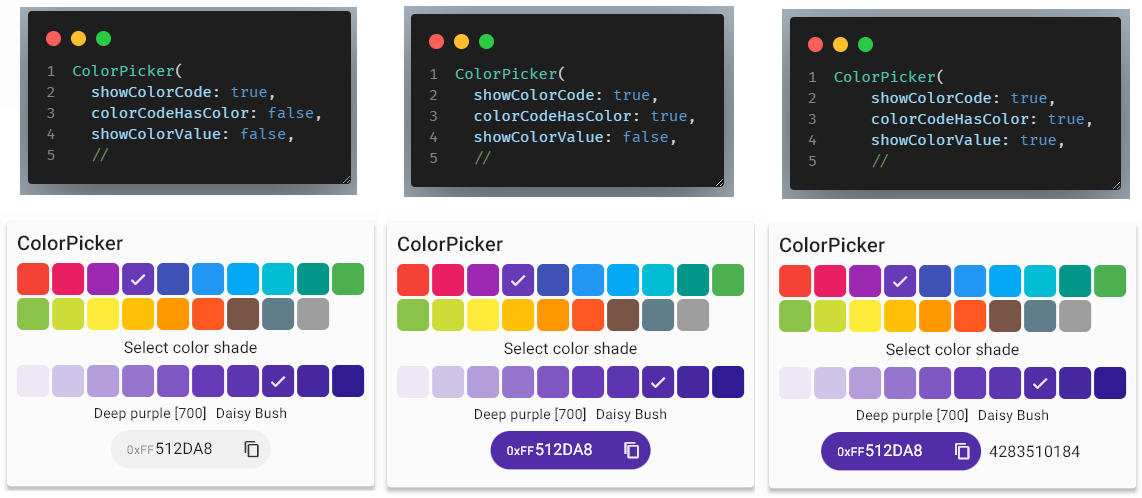 1 ColorPicker(
2 showColorCode: true,
3 colorCodeHasColor: false,
4 showColorValue: false,
5 //
1 ColorPicker(
2 showColorCode: true,
3 colorCodeHasColor: true,
4 showColorValue: false,
5 //
1 ColorPicker(
2 showColorCode: true,
3 colorCodeHasColor: true,
4 showColorValue: true,
5 //
ColorPicker
Select color shade
Deep purple [700] Daisy Bush
0xFF512DA8
ColorPicker
Select color shade
Deep purple [700] Daisy Bush
0xFF512DA8
ColorPicker
Select color shade
Deep purple [700] Daisy Bush
0xFF512DA8 4283510184